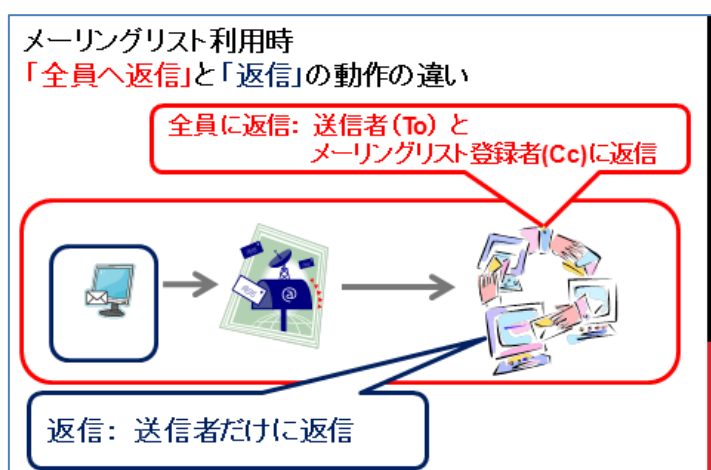 メーリングリスト利用時
「全員へ返信」と「返信」の動作の違い
全員に返信: 送信者（To）と
メーリングリスト登録者(Cc)に返信
@
返信: 送信者だけに返信